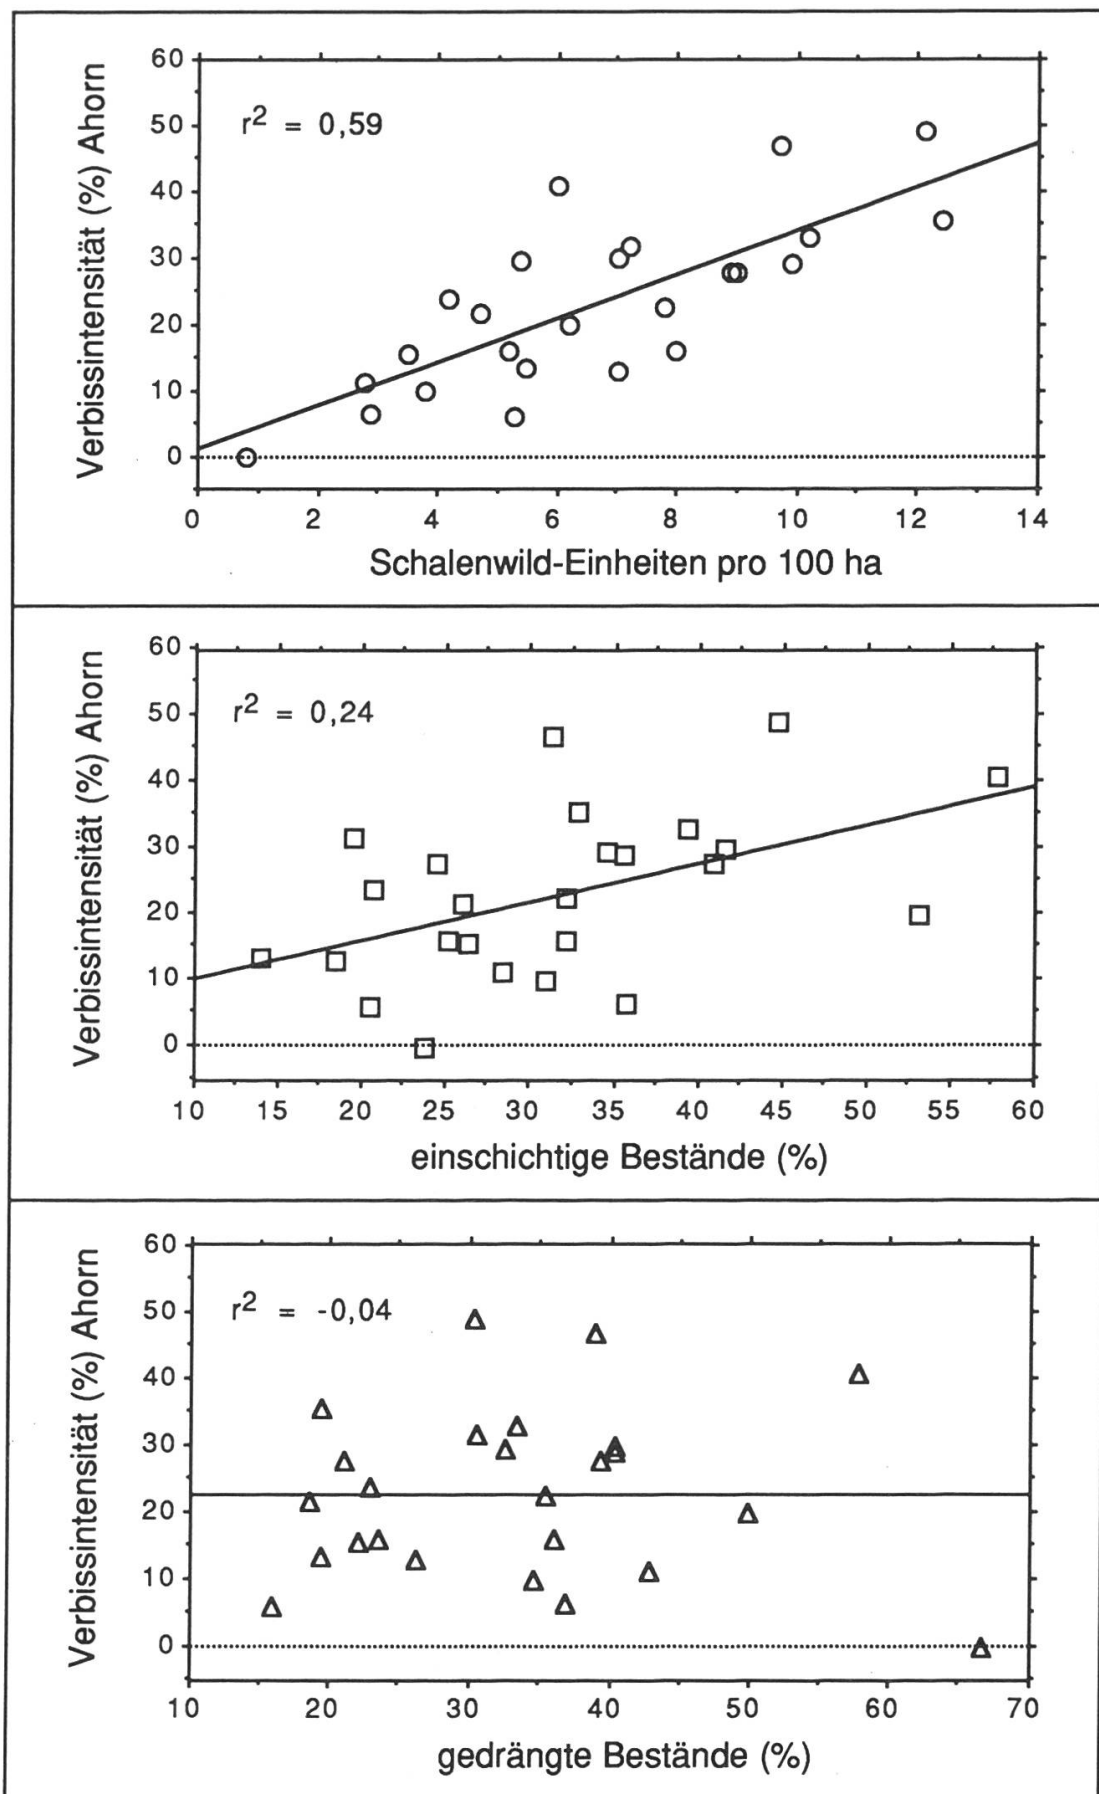 Verbissintensität (%) Ahorn
60
50
40
30
20
10
0
r² = 0,59
0 2 4 6 8 10 12 14
Schalenwild-Einheiten pro 100 ha
Verbissintensität (%) Ahorn
60
50
40
30
20
10
0
r² = 0,24
10 15 20 25 30 35 40 45 50 55 60
einschichtige Bestände (%)
Verbissintensität (%) Ahorn
60
50
40
30
20
10
0
r² = -0,04
10 20 30 40 50 60 70
gedrängte Bestände (%)